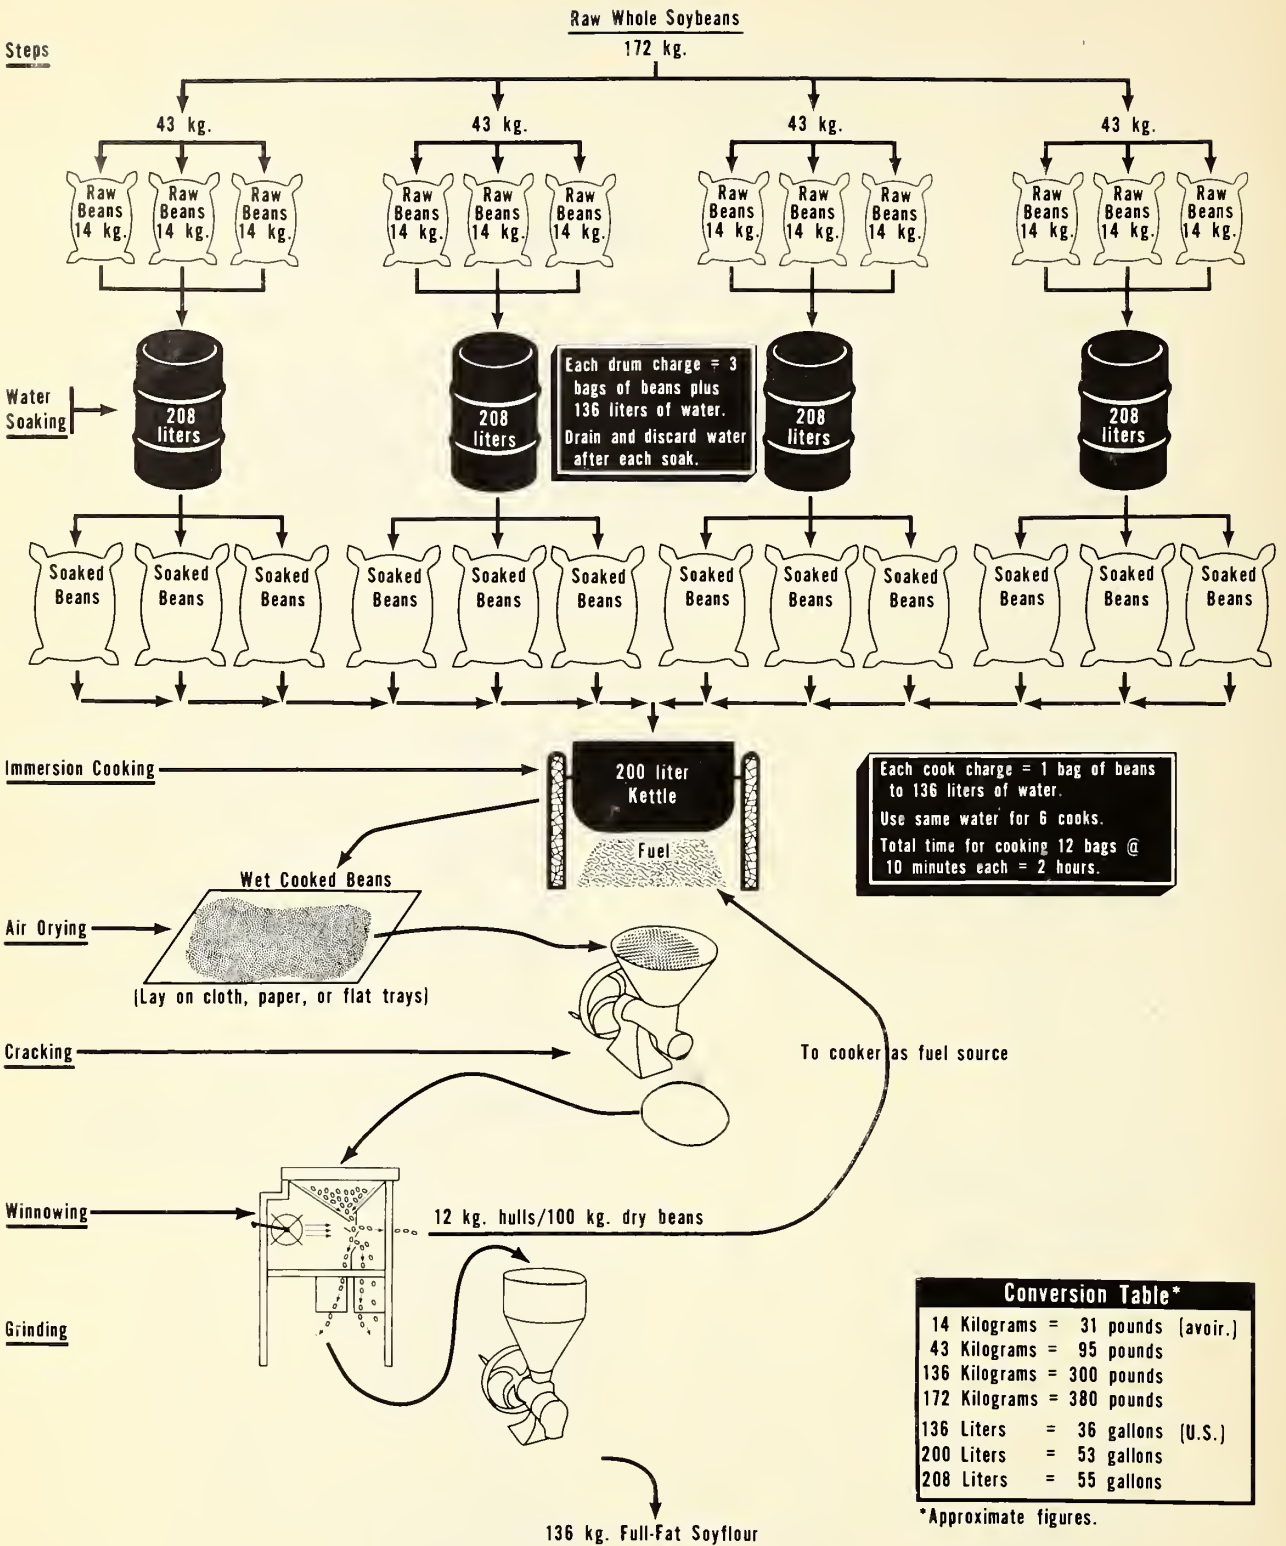 Raw Whole Soybeans
Steps
172 kg.
43 kg.
43 kg.
43 kg.
43 kg.
Raw
Beans
14 kg.
Raw
Beans
14 kg.
Raw
Beans
14 kg.
Raw
Beans
14 kg.
Raw
Beans
14 kg.
Raw
Beans
14 kg.
Raw
Beans
14 kg.
Raw
Beans
14 kg.
Raw
Beans
14 kg.
Raw
Beans
14 kg.
Raw
Beans
14 kg.
Raw
Beans
14 kg.
Water
Soaking
208
liters
208
liters
Each drum charge = 3
bags of beans plus
136 liters of water.
Drain and discard water
after each soak.
208
liters
208
liters
Soaked
Beans
Soaked
Beans
Soaked
Beans
Soaked
Beans
Soaked
Beans
Soaked
Beans
Soaked
Beans
Soaked
Beans
Soaked
Beans
Soaked
Beans
Soaked
Beans
Soaked
Beans
Immersion Cooking
200 liter
Kettle
Fuel
Each cook charge = 1 bag of beans
to 136 liters of water.
Use same water for 6 cooks.
Total time for cooking 12 bags @
10 minutes each = 2 hours.
Wet Cooked Beans
Air Orying
(Lay on cloth, paper, or flat trays)
Cracking
To cooker as fuel source
Winnowing
12 kg. hulls/100 kg. dry beans
Grinding
Conversion Table*
14 Kilograms = 31 pounds (avoir.)
43 Kilograms = 95 pounds
136 Kilograms = 300 pounds
172 Kilograms = 380 pounds
136 Liters = 36 gallons (U.S.)
200 Liters = 53 gallons
208 Liters = 55 gallons
*Approximate figures.
136 kg. Full-Fat Soyflour